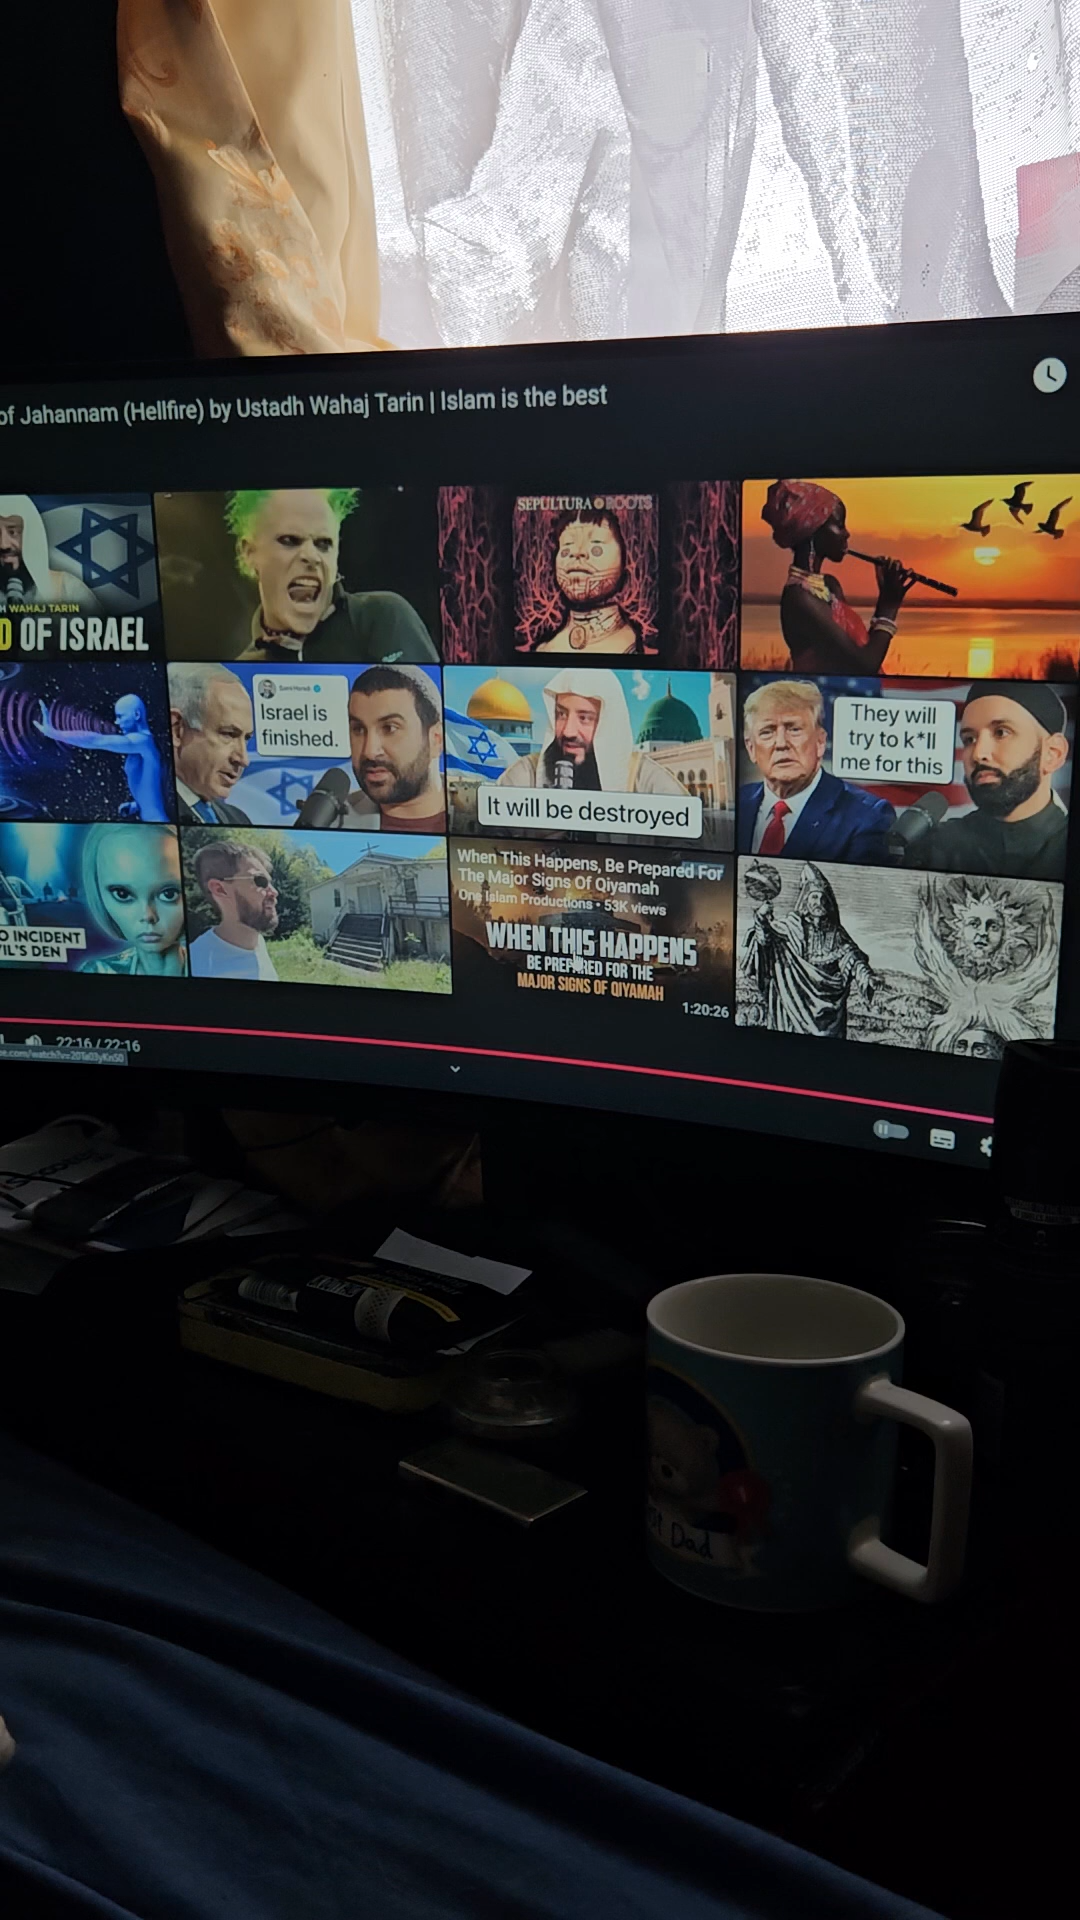 of Jahannam (Hellfire) by Ustadh Wahaj Tarin | Islam is the best
WAHAJ TARIN
OF ISRAEL
SEPULTURA ROOTS
Israel is
finished.
It will be destroyed
They will
try to k*ll
me for this
INCIDENT
DEN
When This Happens, Be Prepared For
The Major Signs Of Qiyamah
One Islam Productions • 53K views
WHEN THIS HAPPENS
BE PREPARED FOR THE
MAJOR SIGNS OF QIYAMAH
1:20:26
22:16 / 22:16
Dad